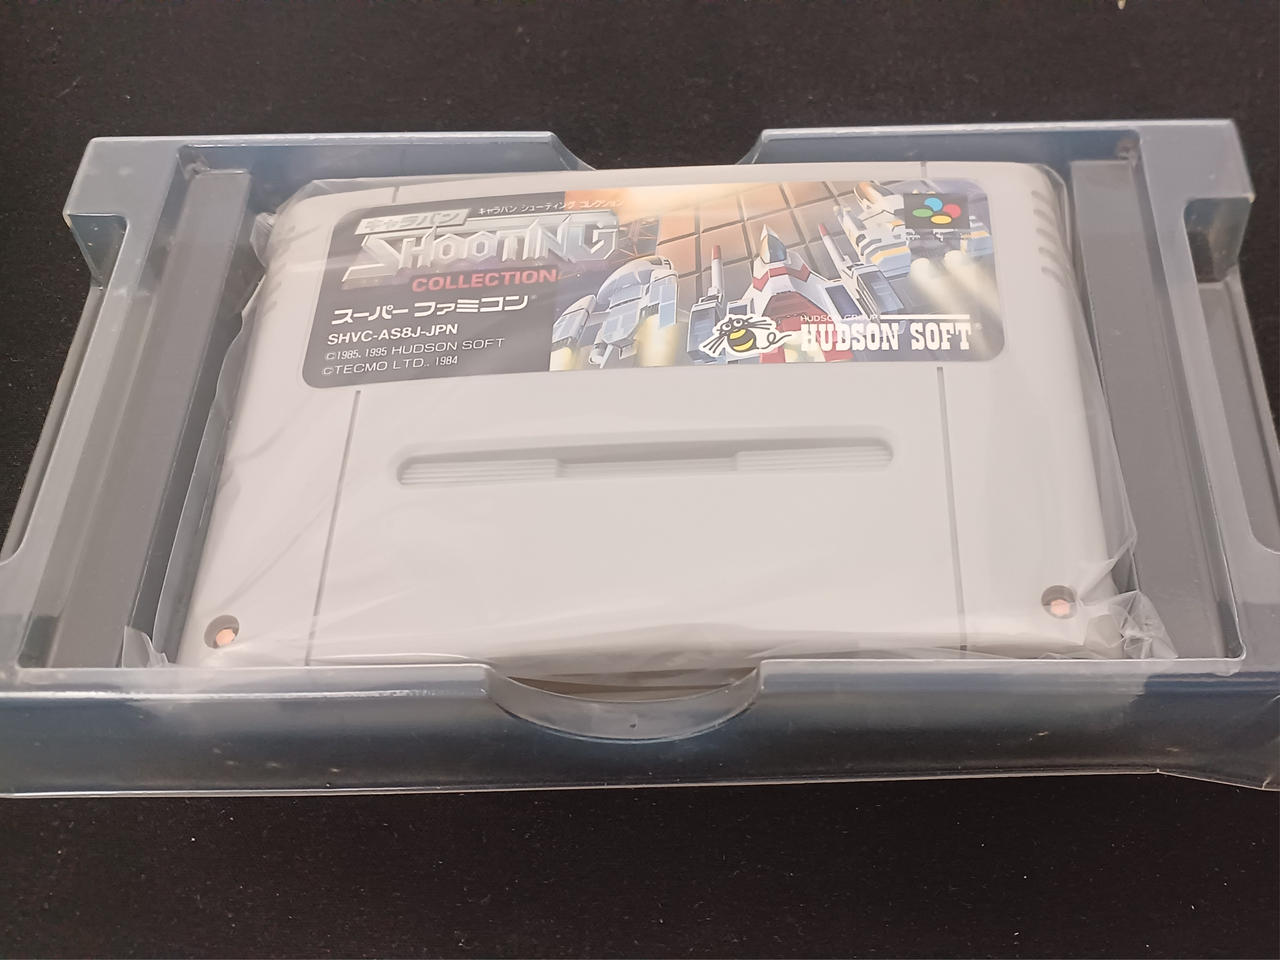 キャラバン
キャラバン シューティング コレクション
SHOOTING
COLLECTION
スーパーファミコン®
SHVC-AS8J-JPN
©1985, 1995 HUDSON SOFT
©TECMO LTD., 1984
HUDSON GROUP
HUDSON SOFT®